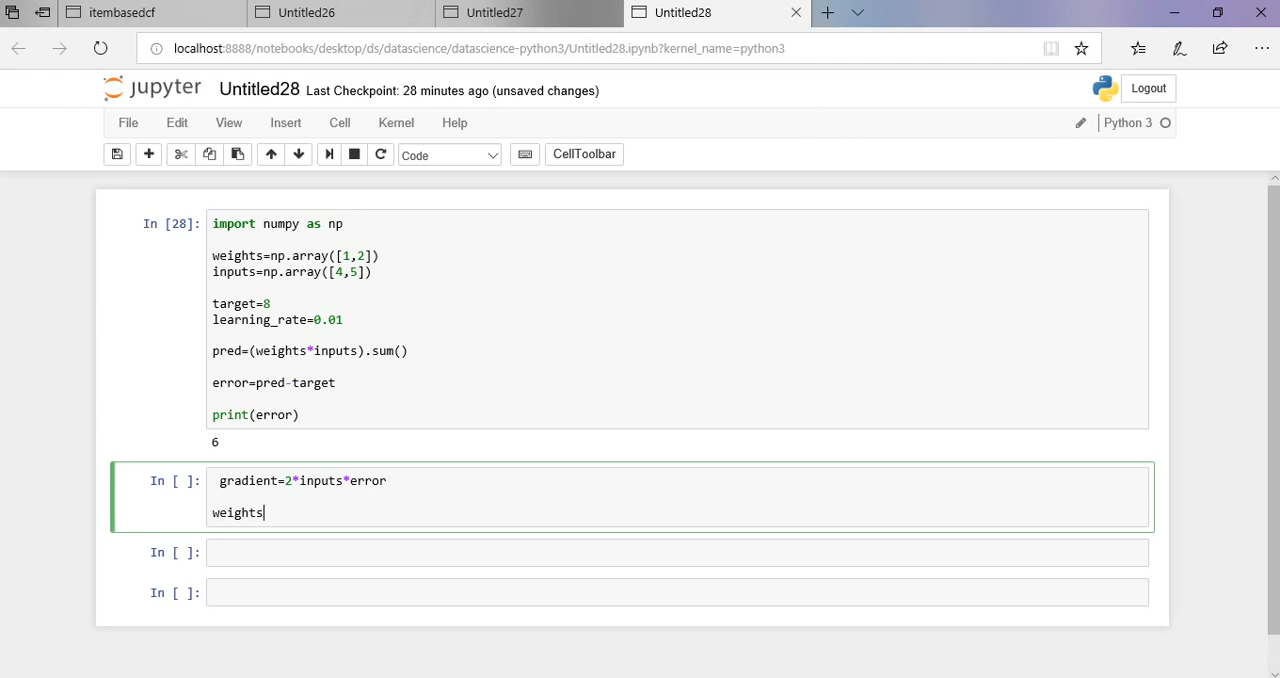 itembasedcf Untitled26 Untitled27 Untitled28
localhost:8888/notebooks/desktop/ds/datascience/datascience-python3/Untitled28.ipynb?kernel_name=python3
jupyter Untitled28 Last Checkpoint: 28 minutes ago (unsaved changes) Logout
File Edit View Insert Cell Kernel Help Python 3
Code CellToolbar
In [28]: import numpy as np
weights=np.array([1,2])
inputs=np.array([4,5])
target=8
learning_rate=0.01
pred=(weights*inputs).sum()
error=pred-target
print(error)
6
In [ ]: gradient=2*inputs*error
weights
In [ ]:
In [ ]: